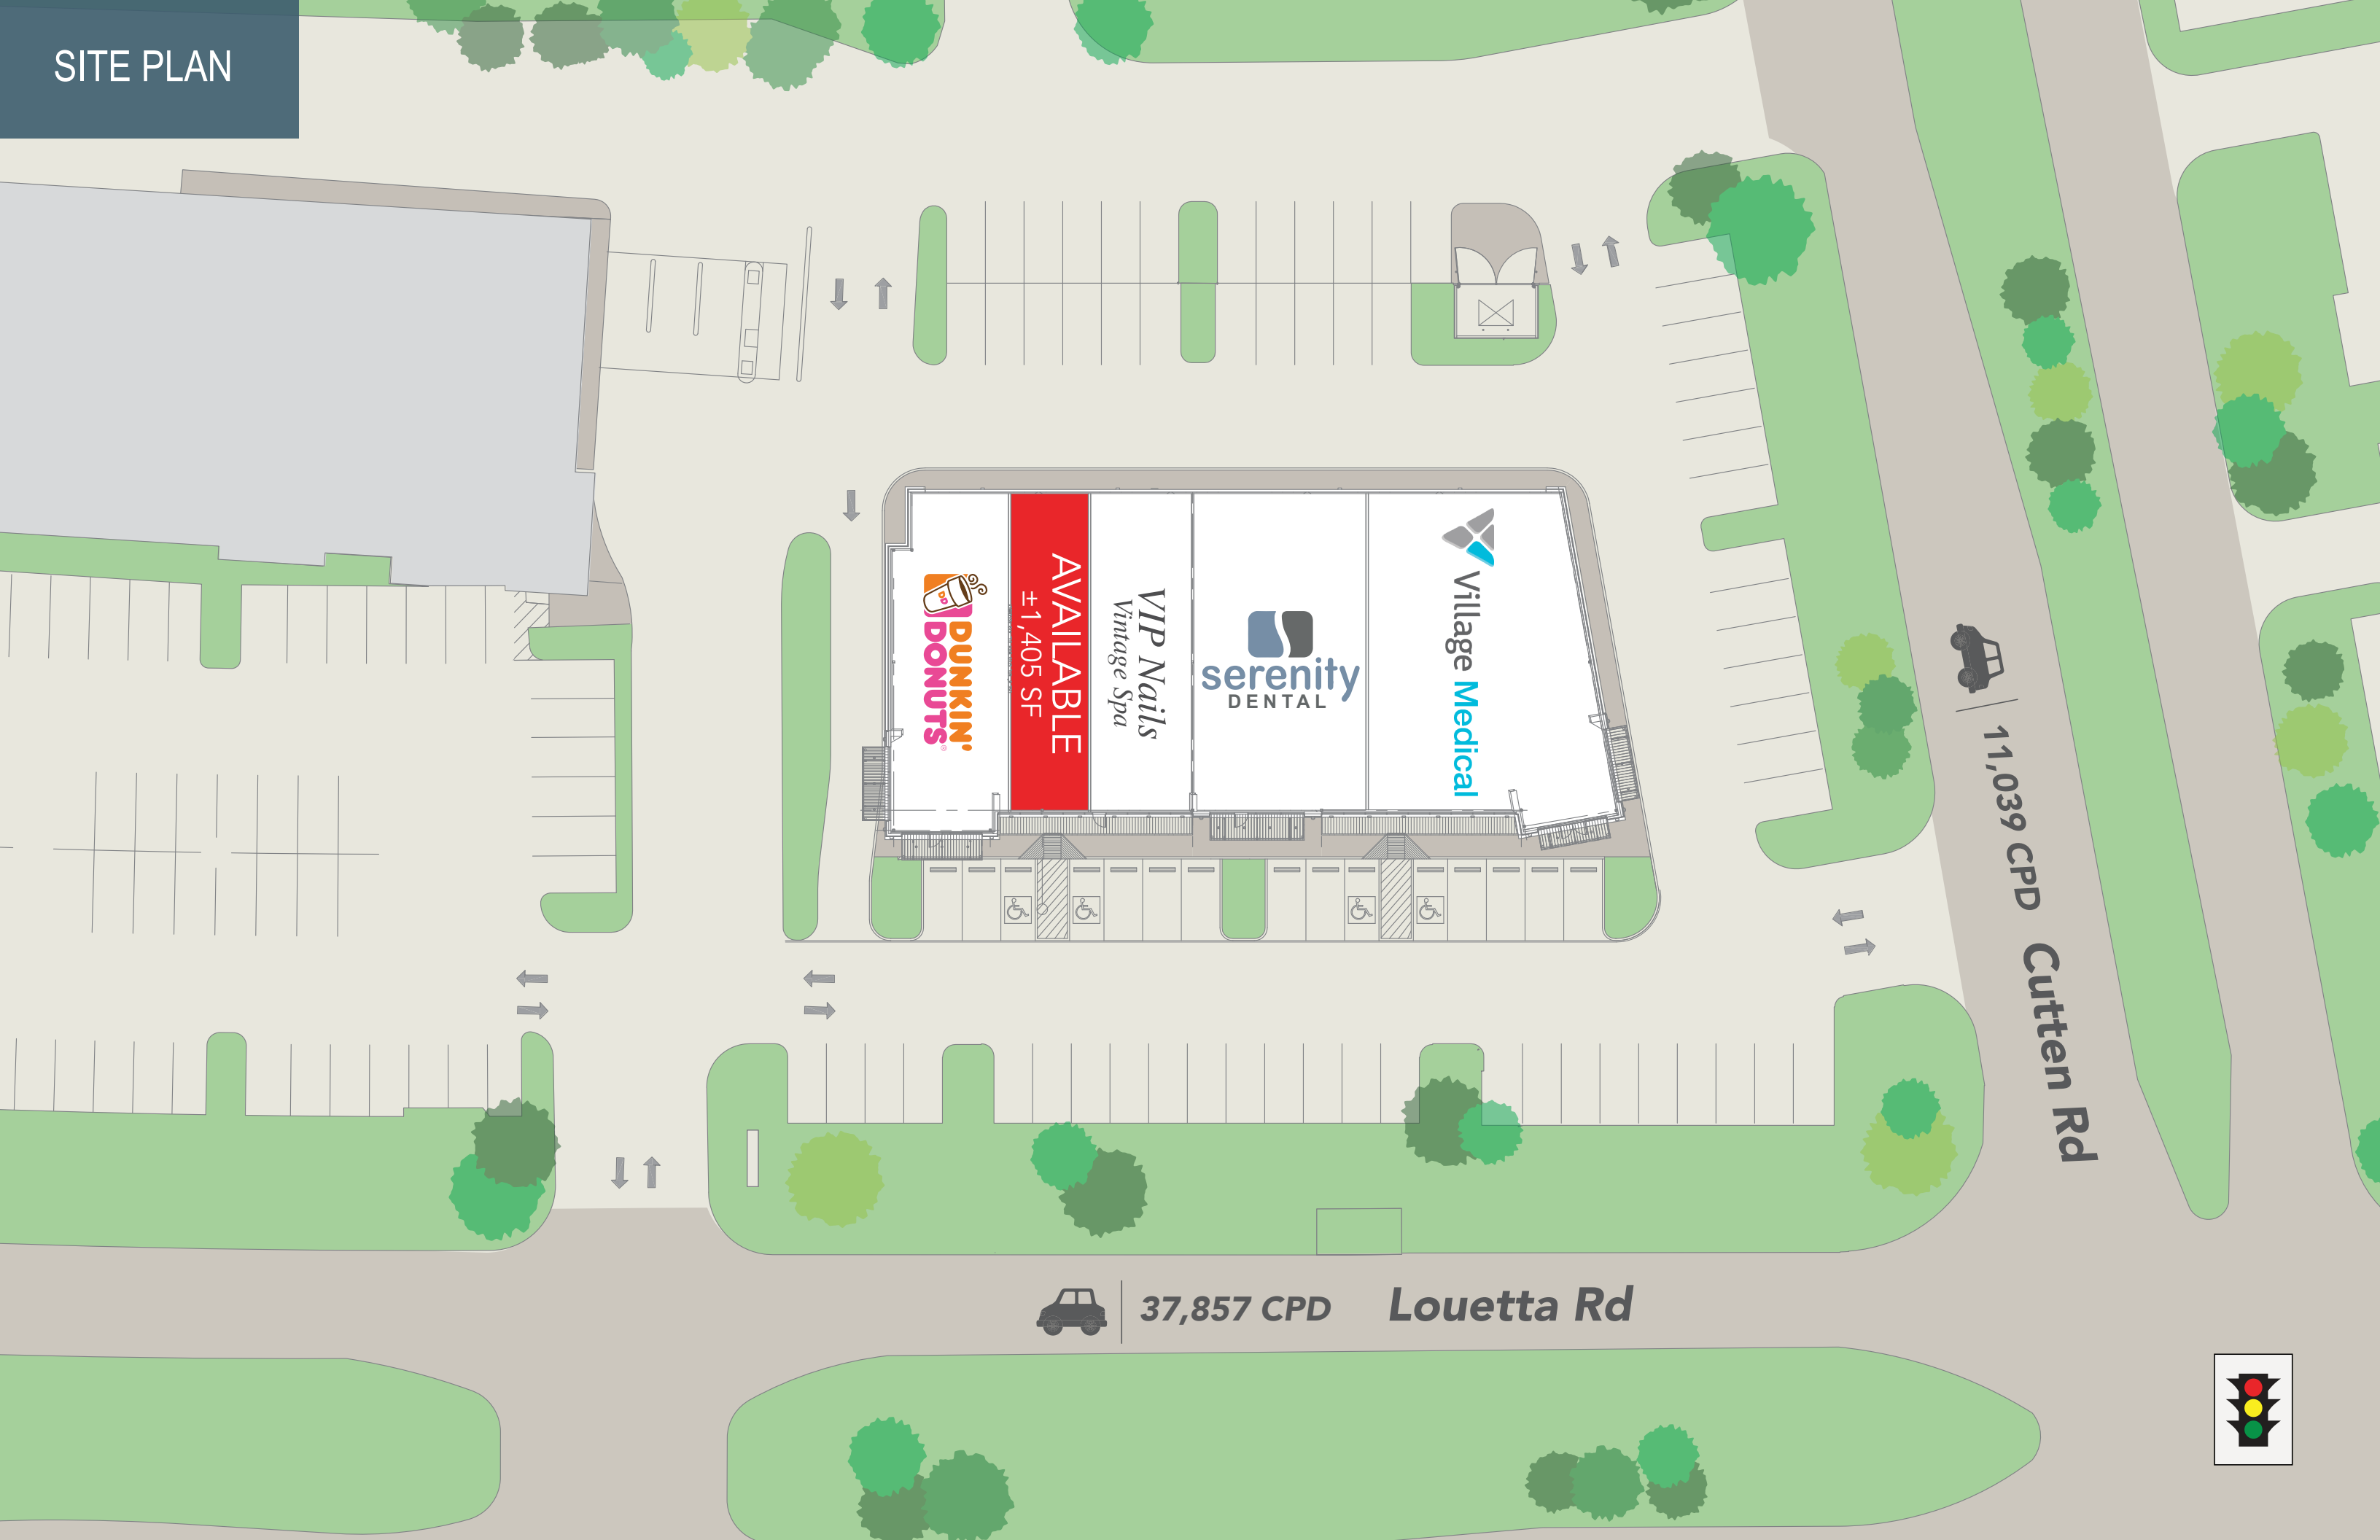 SITE PLAN
DUNKIN'
DONUTS®
DD
AVAILABLE
±1,405 SF
VIP Nails
Vintage Spa
serenity
DENTAL
Village Medical
11,039 CPD Cutten Rd
37,857 CPD Louetta Rd